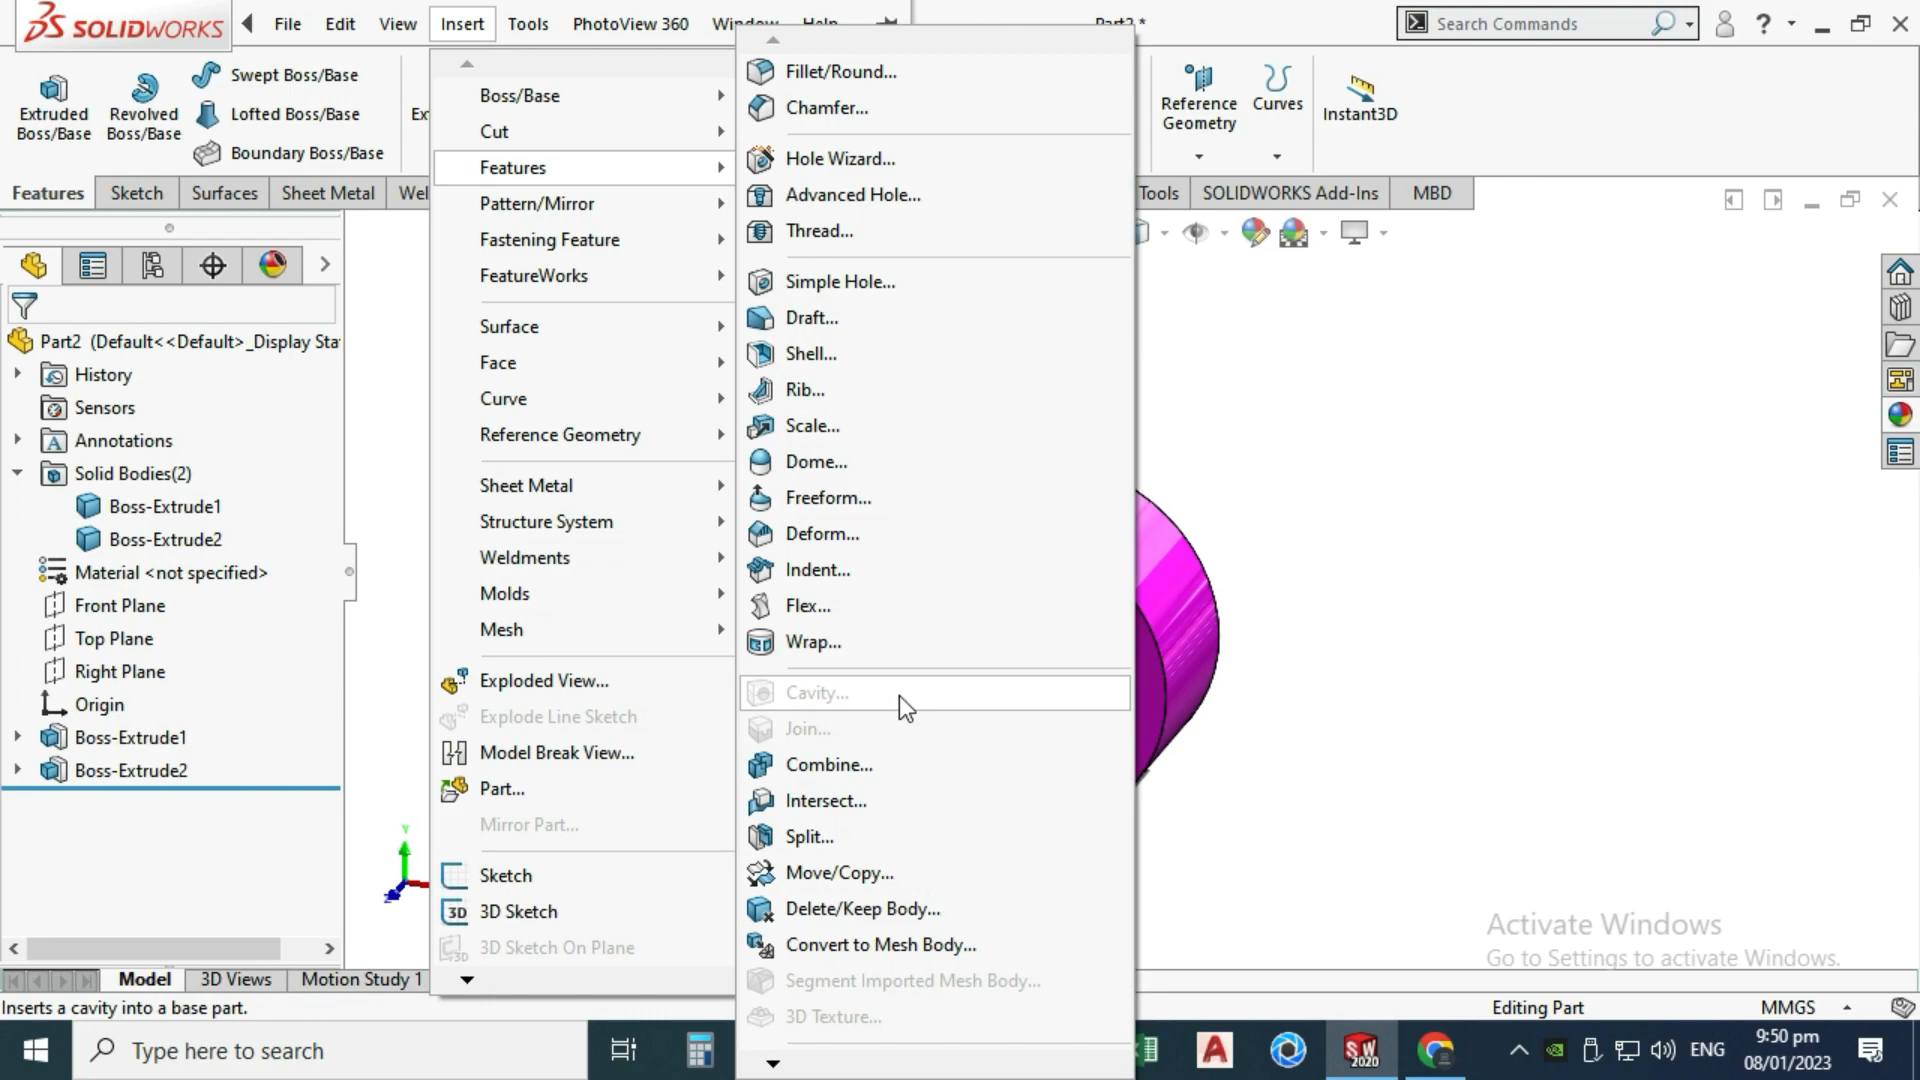 SOLIDWORKS
File
Edit
View
Insert
Tools
PhotoView 360
Part2 *
Search Commands
?
Extruded
Boss/Base
Revolved
Boss/Base
Swept Boss/Base
Lofted Boss/Base
Boundary Boss/Base
Reference
Geometry
Curves
Instant3D
Features
Sketch
Surfaces
Sheet Metal
Tools
SOLIDWORKS Add-Ins
MBD
Part2 (Default<<Default>_Display Sta
History
Sensors
Annotations
Solid Bodies(2)
Boss-Extrude1
Boss-Extrude2
Material <not specified>
Front Plane
Top Plane
Right Plane
Origin
Boss-Extrude1
Boss-Extrude2
Boss/Base
Cut
Features
Pattern/Mirror
Fastening Feature
FeatureWorks
Surface
Face
Curve
Reference Geometry
Sheet Metal
Structure System
Weldments
Molds
Mesh
Exploded View...
Explode Line Sketch
Model Break View...
Part...
Mirror Part...
Sketch
3D Sketch
3D Sketch On Plane
Fillet/Round...
Chamfer...
Hole Wizard...
Advanced Hole...
Thread...
Simple Hole...
Draft...
Shell...
Rib...
Scale...
Dome...
Freeform...
Deform...
Indent...
Flex...
Wrap...
Cavity...
Join...
Combine...
Intersect...
Split...
Move/Copy...
Delete/Keep Body...
Convert to Mesh Body...
Segment Imported Mesh Body...
3D Texture...
Y
Activate Windows
Go to Settings to activate Windows.
Model
3D Views
Motion Study 1
Inserts a cavity into a base part.
Editing Part
MMGS
Type here to search
SW
2020
ENG
9:50 pm
08/01/2023